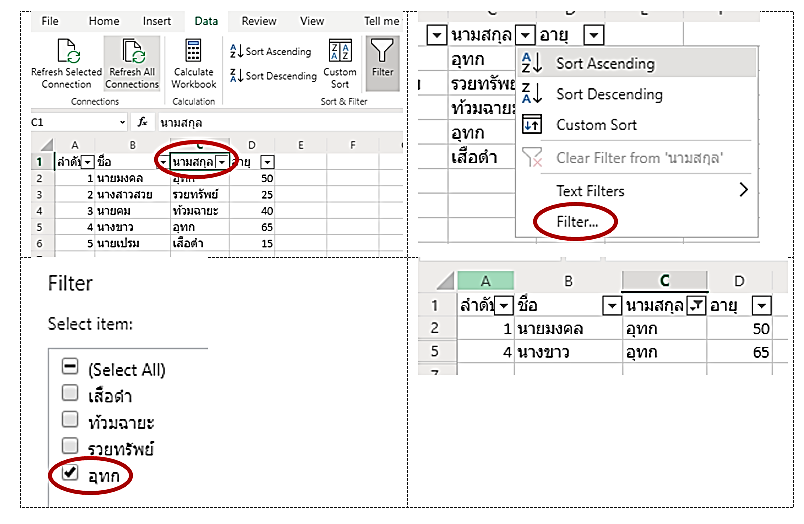 File Home Insert Data Review View Tell me
Refresh Selected Connection Refresh All Connections Calculate Workbook Sort Ascending Sort Descending Custom Sort Filter
Connections Calculation Sort & Filter
C1 fx นามสกุล
A B C D E F
1 ลำดับ ชื่อ นามสกุล อายุ
2 1 นายมงคล อุทก 50
3 2 นางสาวสวย รวยทรัพย์ 25
4 3 นายคม ท้วมฉายะ 40
5 4 นางขาว อุทก 65
6 5 นายเปรม เสือดำ 15
นามสกุล อายุ
อุทก
รวยทรัพย์
ท้วมฉายะ
อุทก
เสือดำ
Sort Ascending
Sort Descending
Custom Sort
Clear Filter from 'นามสกุล'
Text Filters
Filter...
Filter
Select item:
(Select All)
เสือดำ
ท้วมฉายะ
รวยทรัพย์
อุทก
A B C D
1 ลำดับ ชื่อ นามสกุล อายุ
2 1 นายมงคล อุทก 50
5 4 นางขาว อุทก 65